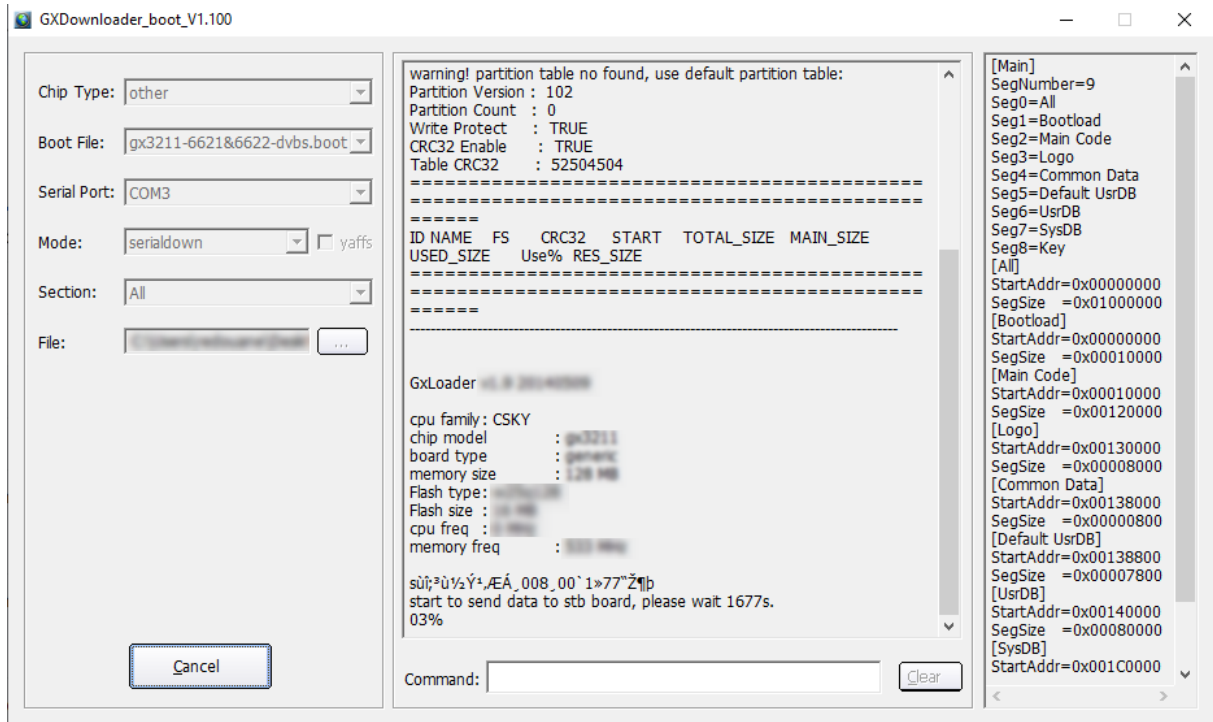 GXDownloader_boot_V1.100
Chip Type: other
Boot File: gx3211-6621&6622-dvbs.boot
Serial Port: COM3
Mode: serialdown yaffs
Section: All
File: ...
Cancel
warning! partition table no found, use default partition table:
Partition Version : 102
Partition Count : 0
Write Protect : TRUE
CRC32 Enable : TRUE
Table CRC32 : 52504504
============================================
============================================
======
ID NAME FS CRC32 START TOTAL_SIZE MAIN_SIZE
USED_SIZE Use% RES_SIZE
============================================
============================================
======
--------------------------------------------------------------------------------------------
GxLoader
cpu family : CSKY
chip model :
board type :
memory size :
Flash type :
Flash size :
cpu freq :
memory freq :
sùî;³ù½Ý¹‚ÆÁ¸008¸00`1»77“Ž¶þ
start to send data to stb board, please wait 1677s.
03%
Command:
Clear
[Main]
SegNumber=9
Seg0=All
Seg1=Bootload
Seg2=Main Code
Seg3=Logo
Seg4=Common Data
Seg5=Default UsrDB
Seg6=UsrDB
Seg7=SysDB
Seg8=Key
[All]
StartAddr=0x00000000
SegSize =0x01000000
[Bootload]
StartAddr=0x00000000
SegSize =0x00010000
[Main Code]
StartAddr=0x00010000
SegSize =0x00120000
[Logo]
StartAddr=0x00130000
SegSize =0x00008000
[Common Data]
StartAddr=0x00138000
SegSize =0x00000800
[Default UsrDB]
StartAddr=0x00138800
SegSize =0x00007800
[UsrDB]
StartAddr=0x00140000
SegSize =0x00080000
[SysDB]
StartAddr=0x001C0000